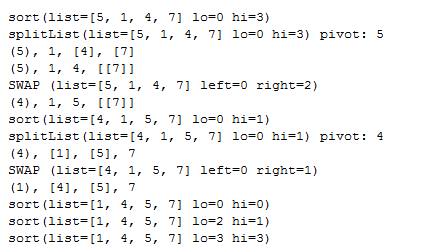 sort(list=[5, 1, 4, 7] lo=0 hi=3)
splitList(list=[5, 1, 4, 7] lo=0 hi=3) pivot: 5
(5), 1, [4], [7]
(5), 1, 4, [[7]]
SWAP (list=[5, 1, 4, 7] left=0 right=2)
(4), 1, 5, [[7]]
sort(list=[4, 1, 5, 7] lo=0 hi=1)
splitList(list=[4, 1, 5, 7] lo=0 hi=1) pivot: 4
(4), [1], [5], 7
SWAP (list=[4, 1, 5, 7] left=0 right=1)
(1), [4], [5], 7
sort(list=[1, 4, 5, 7] lo=0 hi=0)
sort(list=[1, 4, 5, 7] lo=2 hi=1)
sort(list=[1, 4, 5, 7] lo=3 hi=3)